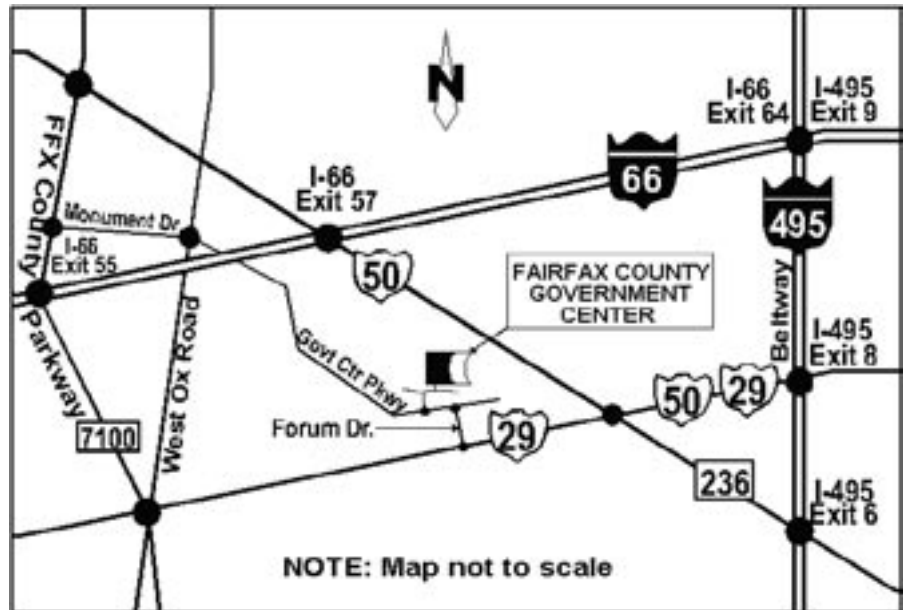 N
I-66
Exit 64
I-495
Exit 9
66
I-66
Exit 57
FFX County
Parkway
Monument Dr
I-66
Exit 55
495
50
FAIRFAX COUNTY
GOVERNMENT
CENTER
Beltway
I-495
Exit 8
West Ox Road
Govt Ctr Pkwy
50
29
7100
Forum Dr.
29
236
I-495
Exit 6
NOTE: Map not to scale